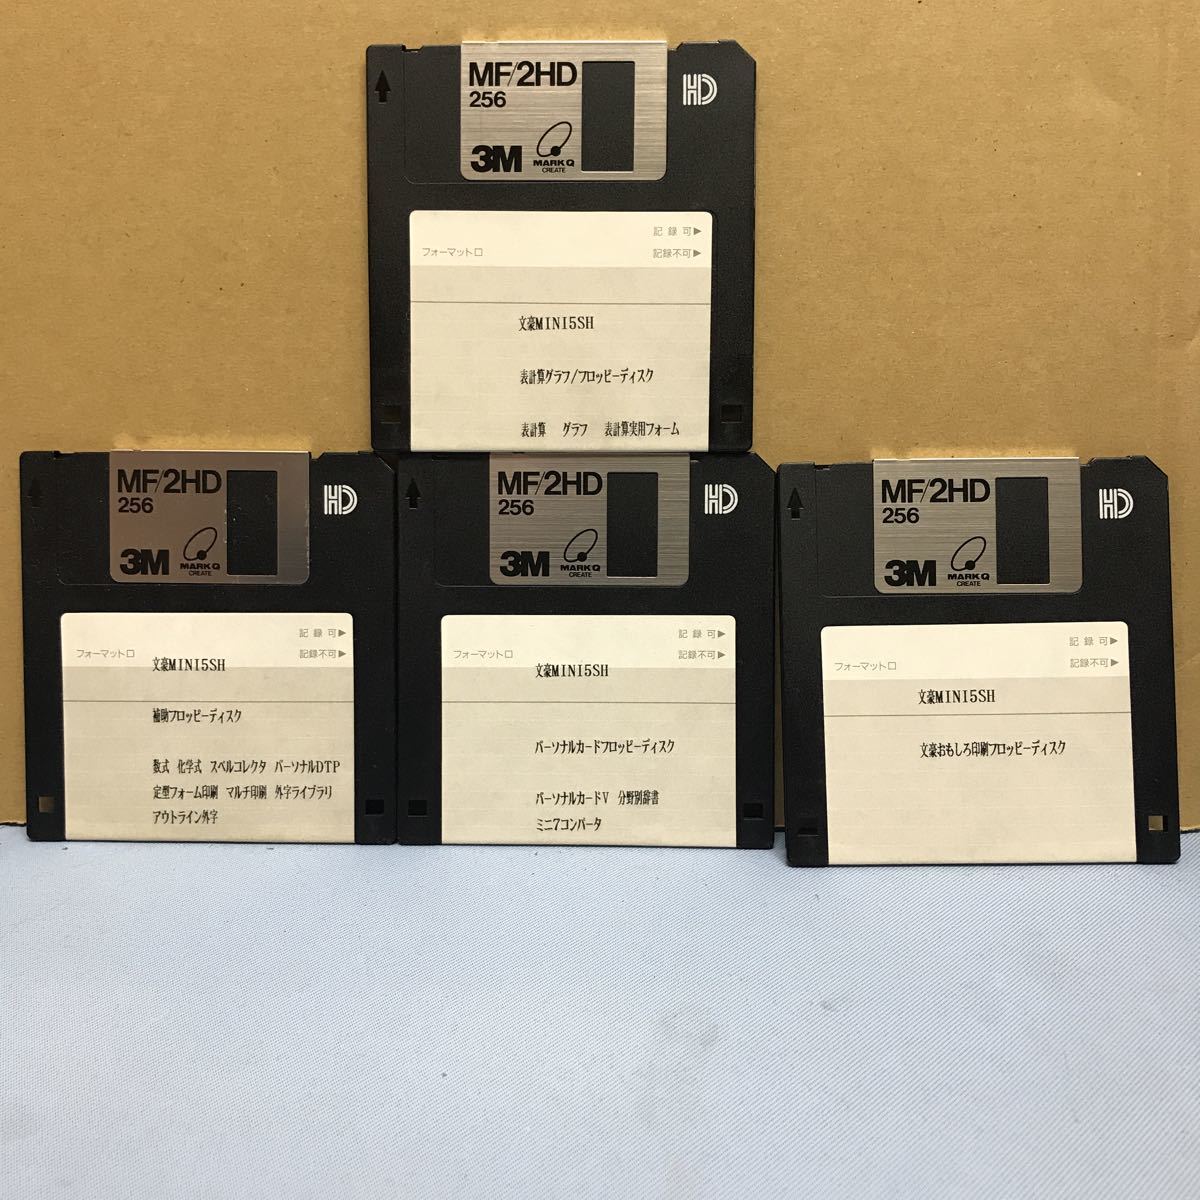 MF/2HD
256
3M
MARK Q
CREATE
HD
記録可▶
フォーマット□
記録不可▶
文豪MINI5SH
表計算グラフ/フロッピーディスク
表計算 グラフ 表計算実用フォーム
MF/2HD
256
3M
MARK Q
CREATE
HD
記録可▶
フォーマット□
記録不可▶
文豪MINI5SH
補助フロッピーディスク
数式 化学式 スペルコレクタ パーソナルDTP
定型フォーム印刷 マルチ印刷 外字ライブラリ
アウトライン外字
MF/2HD
256
3M
MARK Q
CREATE
HD
記録可▶
フォーマット□
記録不可▶
文豪MINI5SH
パーソナルカードフロッピーディスク
パーソナルカードV 分野別辞書
ミニ7コンバータ
MF/2HD
256
3M
MARK Q
CREATE
HD
記録可▶
フォーマット□
記録不可▶
文豪MINI5SH
文豪おもしろ印刷フロッピーディスク